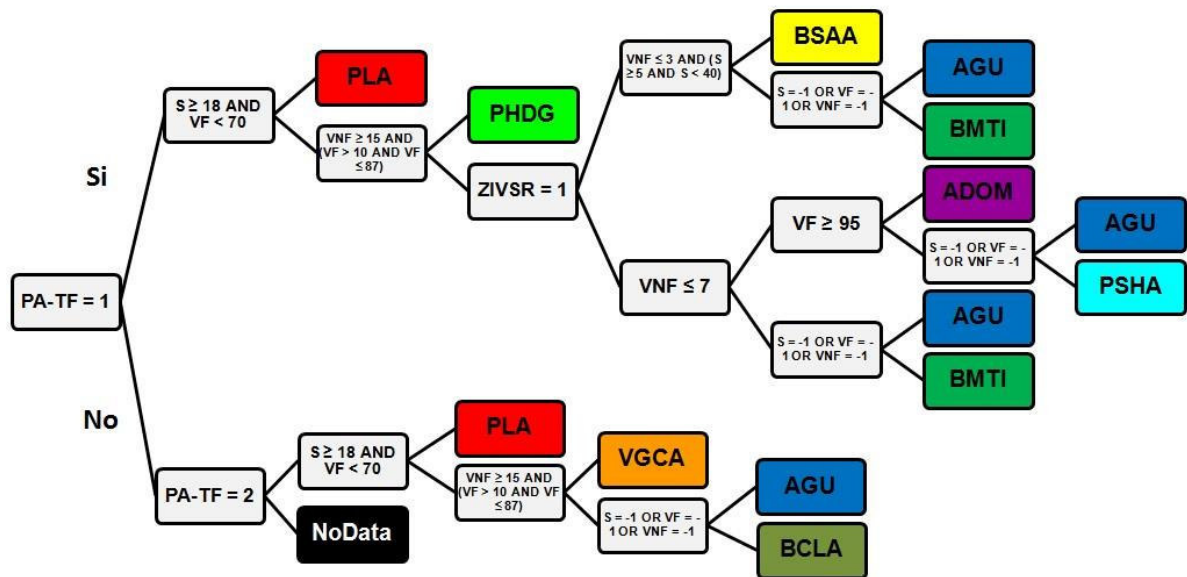 PA-TF = 1
Si
No
S ≥ 18 AND
VF < 70
PLA
VNF ≥ 15 AND
(VF > 10 AND VF
≤ 87)
PHDG
ZIVSR = 1
VNF ≤ 3 AND (S
≥5 AND S < 40)
BSAA
S = -1 OR VF = -
1 OR VNF = -1
AGU
BMTI
VNF ≤ 7
VF ≥ 95
ADOM
S = -1 OR VF = -
1 OR VNF = -1
AGU
PSHA
S = -1 OR VF = -
1 OR VNF = -1
AGU
BMTI
PA-TF = 2
S ≥ 18 AND
VF < 70
PLA
VNF ≥ 15 AND
(VF > 10 AND VF
≤87)
VGCA
S = -1 OR VF = -
1 OR VNF = -1
AGU
BCLA
NoData